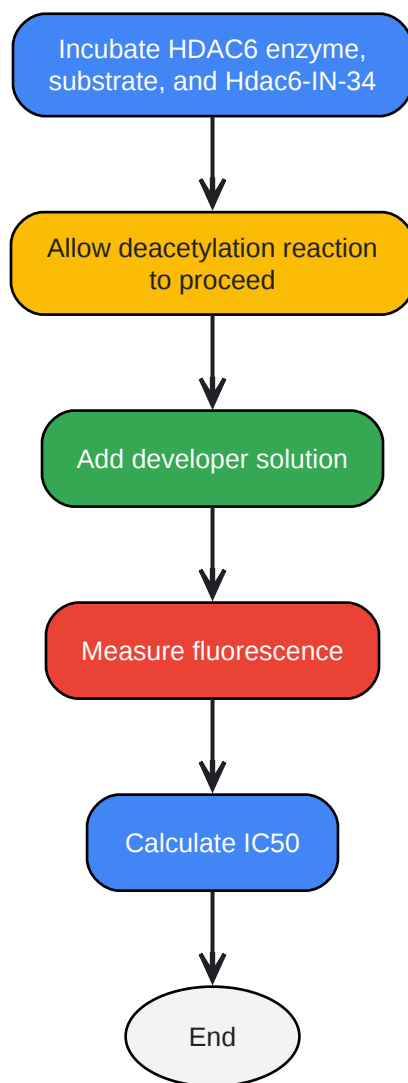 Incubate HDAC6 enzyme,
substrate, and Hdac6-IN-34
Allow deacetylation reaction
to proceed
Add developer solution
Measure fluorescence
Calculate IC50
End